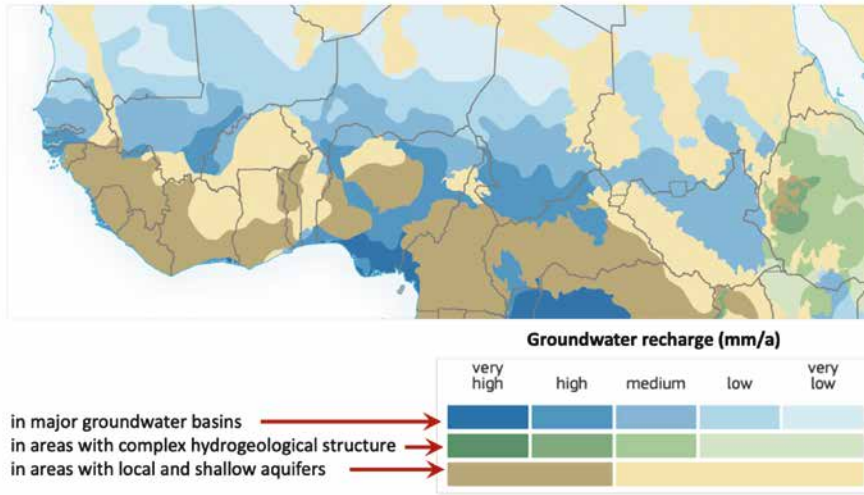 Groundwater recharge (mm/a)
very high
high
medium
low
very low
in major groundwater basins
in areas with complex hydrogeological structure
in areas with local and shallow aquifers